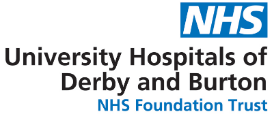 NHS
University Hospitals of
Derby and Burton
NHS Foundation Trust